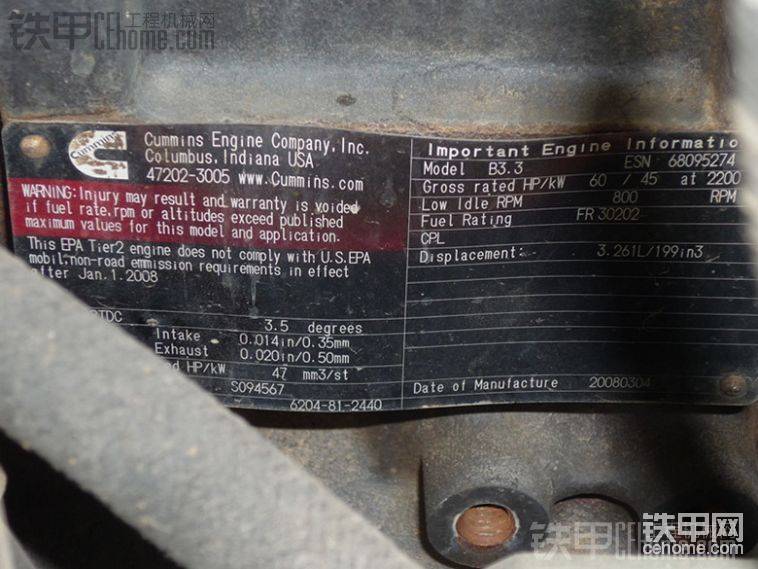 铁甲 工程机械网
cehome.com
Cummins
Cummins Engine Company, Inc.
Columbus, Indiana USA
47202-3005 www.Cummins.com
WARNING: Injury may result and warranty is voided
if fuel rate, rpm or altitudes exceed published
maximum values for this model and application.
This EPA Tier2 engine does not comply with U.S.EPA
mobil,non-road emmission requirements in effect
after Jan.1.2008
3.5 degrees
Intake 0.014in/0.35mm
Exhaust 0.020in/0.50mm
HP/kW 47 mm3/st
S094567
6204-81-2440
Important Engine
Model B3.3 ESN 68095274
Gross rated HP/kW 60 / 45 at 2200
Low Idle RPM 800 RPM
Fuel Rating FR 30202
CPL
Displacement: 3.261L/199in3
Date of Manufacture 20080304
铁甲
铁甲网
cehome.com